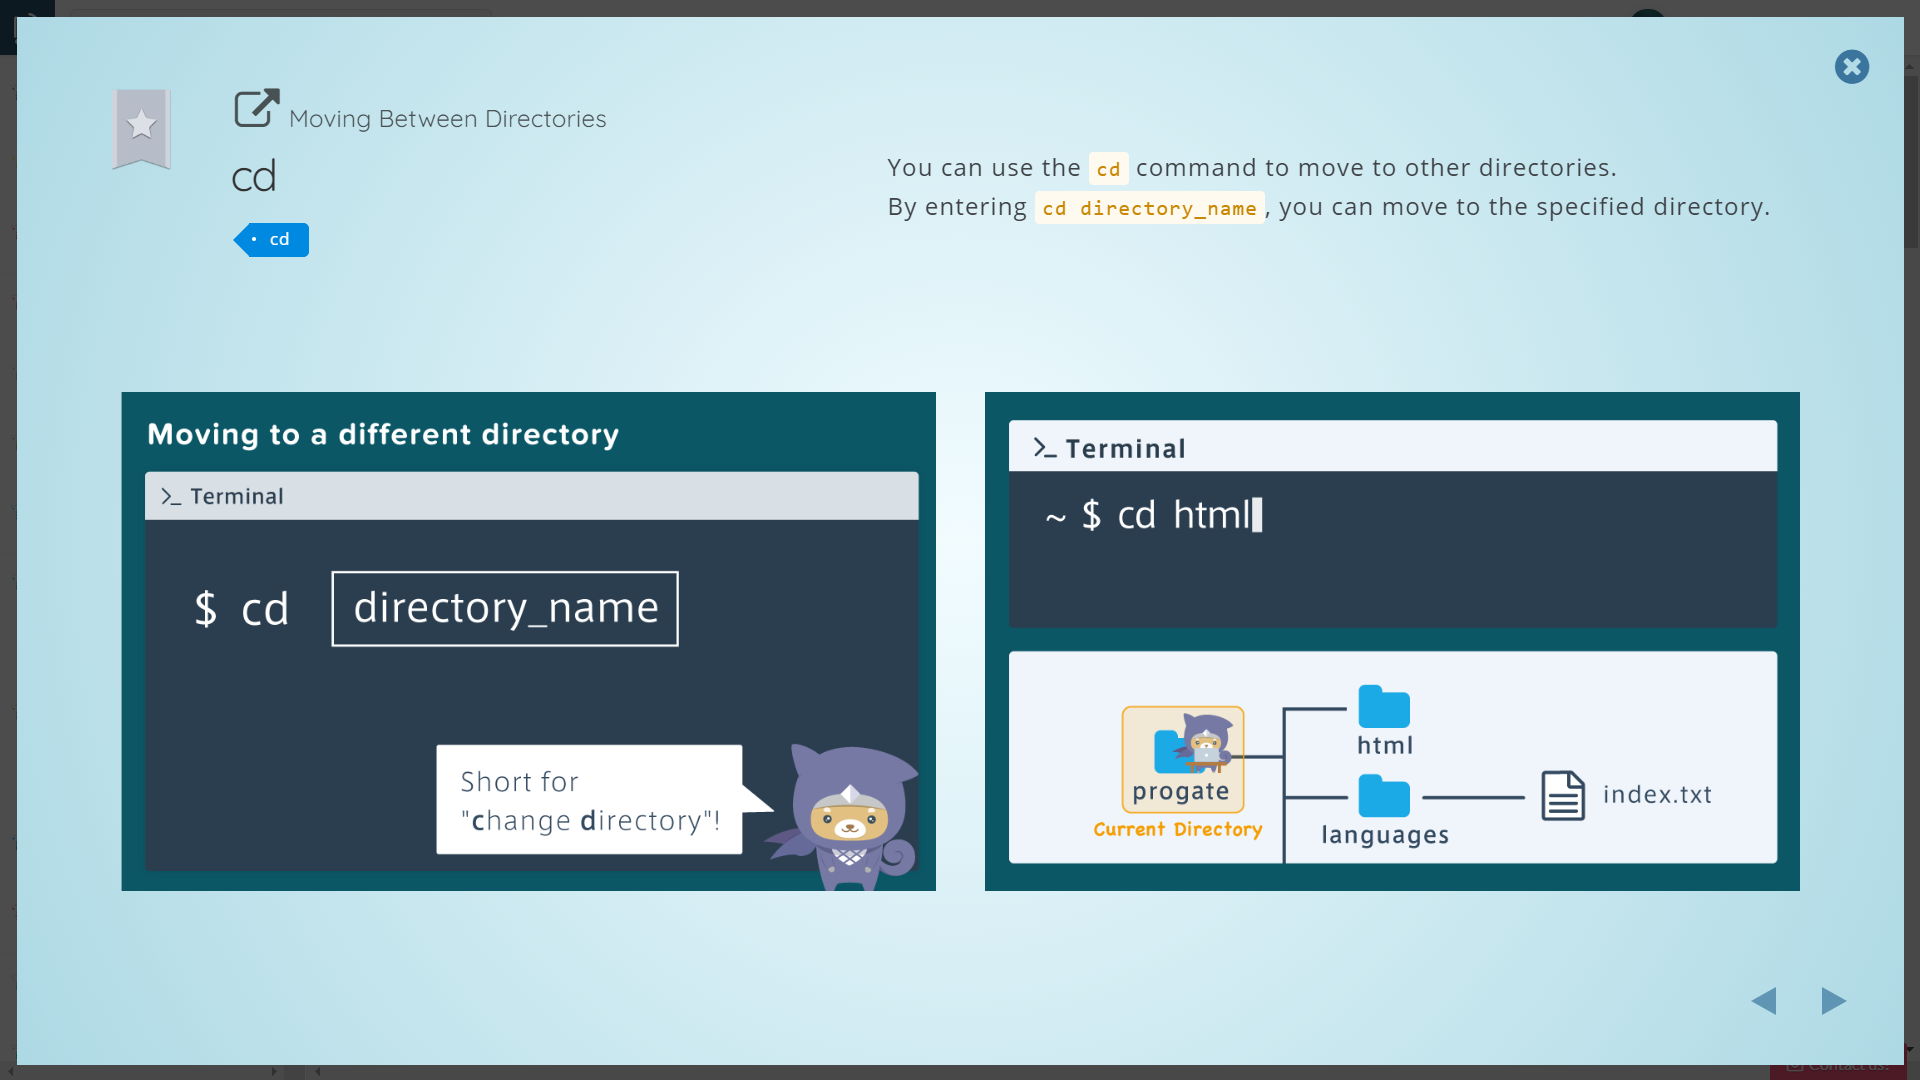 Moving Between Directories
cd
cd
You can use the cd command to move to other directories.
By entering cd directory_name, you can move to the specified directory.
Moving to a different directory
>_ Terminal
$ cd directory_name
Short for
"change directory"!
>_ Terminal
~ $ cd html
html
progate
Current Directory
languages
index.txt
Contact us!